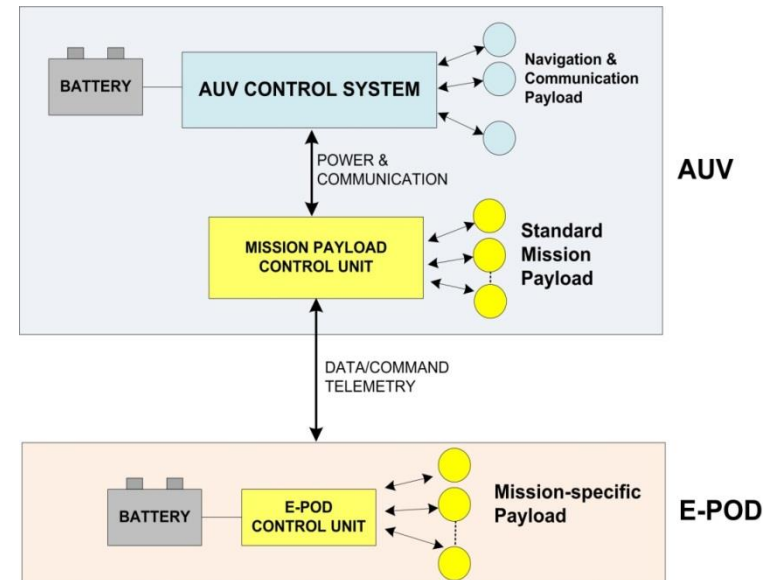 BATTERY
AUV CONTROL SYSTEM
Navigation &
Communication
Payload
POWER &
COMMUNICATION
AUV
MISSION PAYLOAD
CONTROL UNIT
Standard
Mission
Payload
DATA/COMMAND
TELEMETRY
BATTERY
E-POD
CONTROL UNIT
Mission-specific
Payload
E-POD